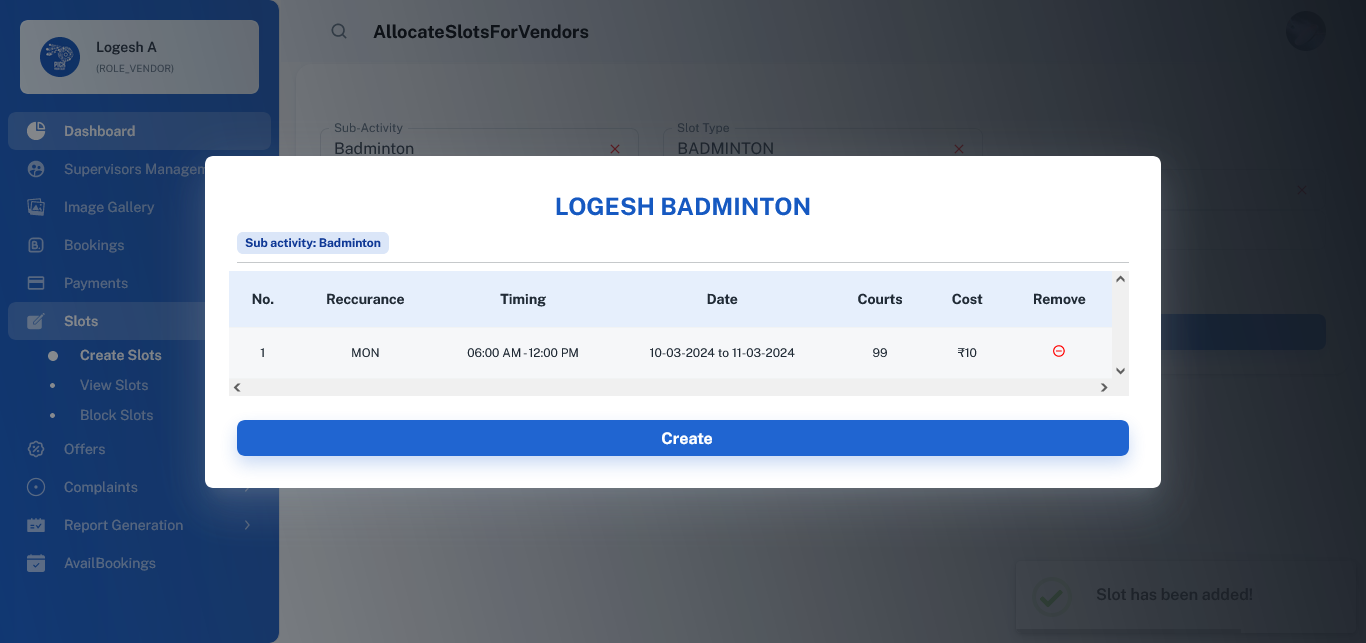 Logesh A
(ROLE_VENDOR)
AllocateSlotsForVendors
Dashboard
Supervisors Managem
Image Gallery
Bookings
Payments
Slots
Create Slots
View Slots
Block Slots
Offers
Complaints
Report Generation
AvailBookings
Sub-Activity
Badminton
Slot Type
BADMINTON
LOGESH BADMINTON
Sub activity: Badminton
No. Reccurance Timing Date Courts Cost Remove
1 MON 06:00 AM - 12:00 PM 10-03-2024 to 11-03-2024 99 ₹10
Create
Slot has been added!